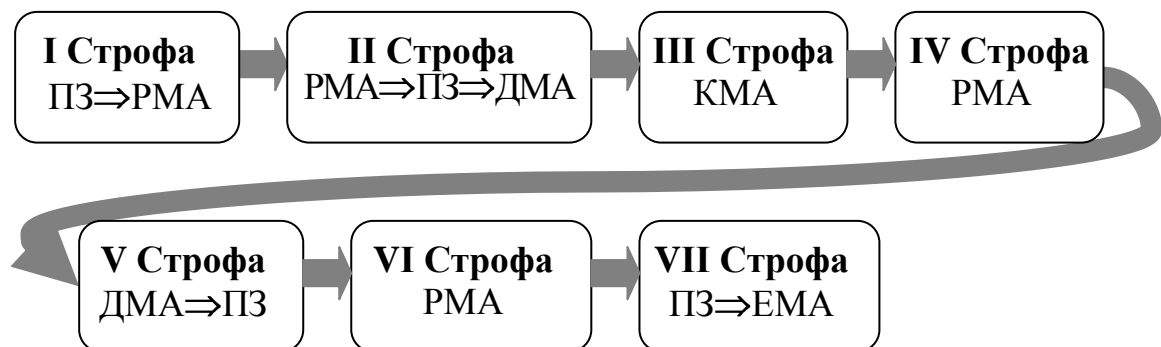 I Строфа
ПЗ⇒РМА
II Строфа
РМА⇒ПЗ⇒ДМА
III Строфа
КМА
IV Строфа
РМА
V Строфа
ДМА⇒ПЗ
VI Строфа
РМА
VII Строфа
ПЗ⇒ЕМА